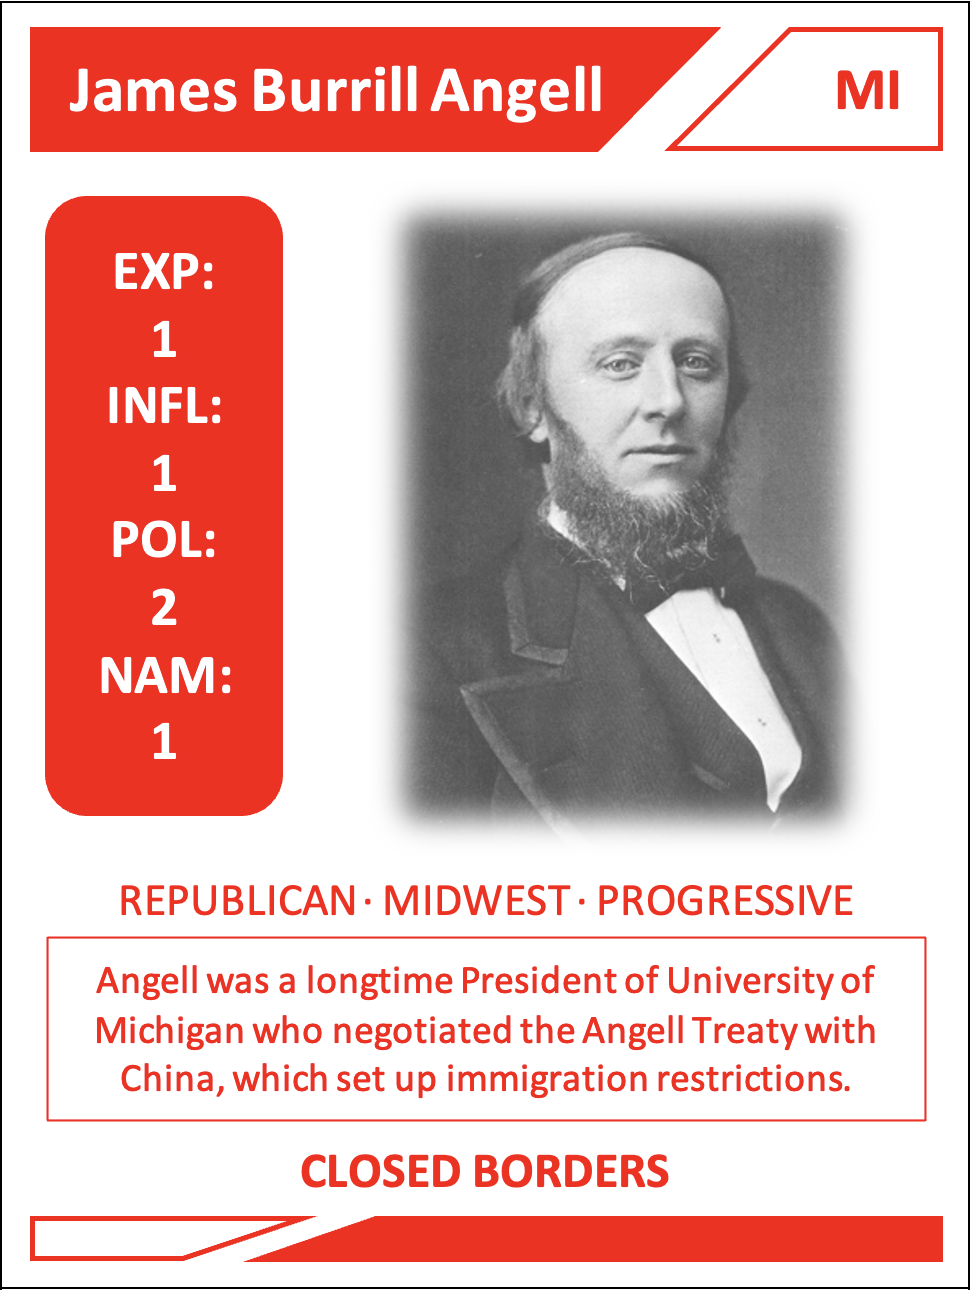 James Burrill Angell
MI
EXP:
1
INFL:
1
POL:
2
NAM:
1
REPUBLICAN · MIDWEST · PROGRESSIVE
Angell was a longtime President of University of
Michigan who negotiated the Angell Treaty with
China, which set up immigration restrictions.
CLOSED BORDERS